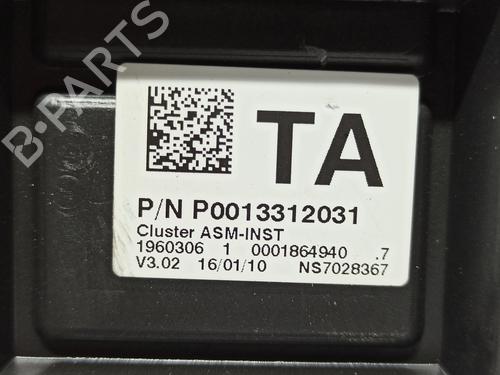 B-PARTS
TA
P/N P0013312031
Cluster ASM-INST
1960306 1 0001864940 .7
V3.02 16/01/10 NS7028367